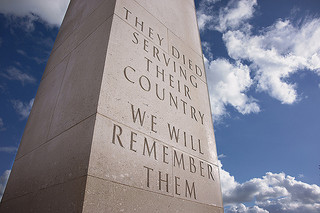 THEY DIED
SERVING
THEIR
COUNTRY
WE WILL
REMEMBER
THEM